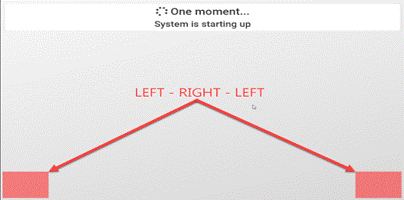 One moment...
System is starting up
LEFT - RIGHT - LEFT